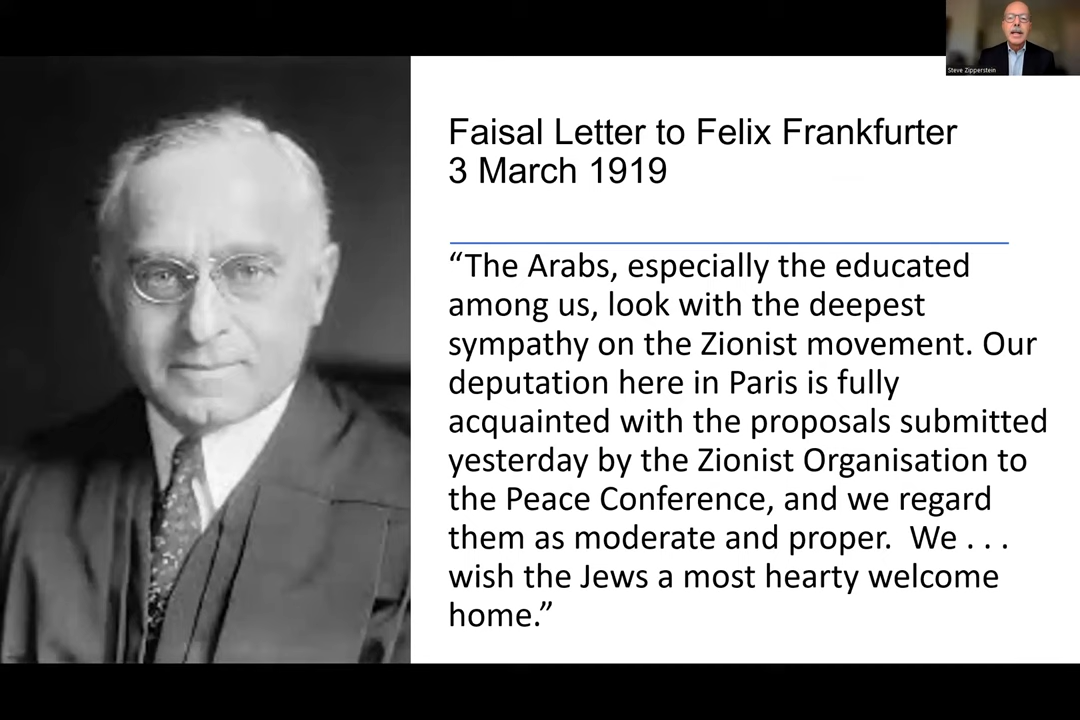 Steve Zipperstein
Faisal Letter to Felix Frankfurter
3 March 1919
“The Arabs, especially the educated
among us, look with the deepest
sympathy on the Zionist movement. Our
deputation here in Paris is fully
acquainted with the proposals submitted
yesterday by the Zionist Organisation to
the Peace Conference, and we regard
them as moderate and proper.  We . . .
wish the Jews a most hearty welcome
home.”